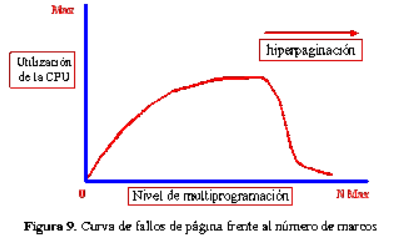 Max
Utilización
de la CPU
hiperpaginación
0
Nivel de multiprogramación
N Max
Figura 9. Curva de fallos de página frente al número de marcos